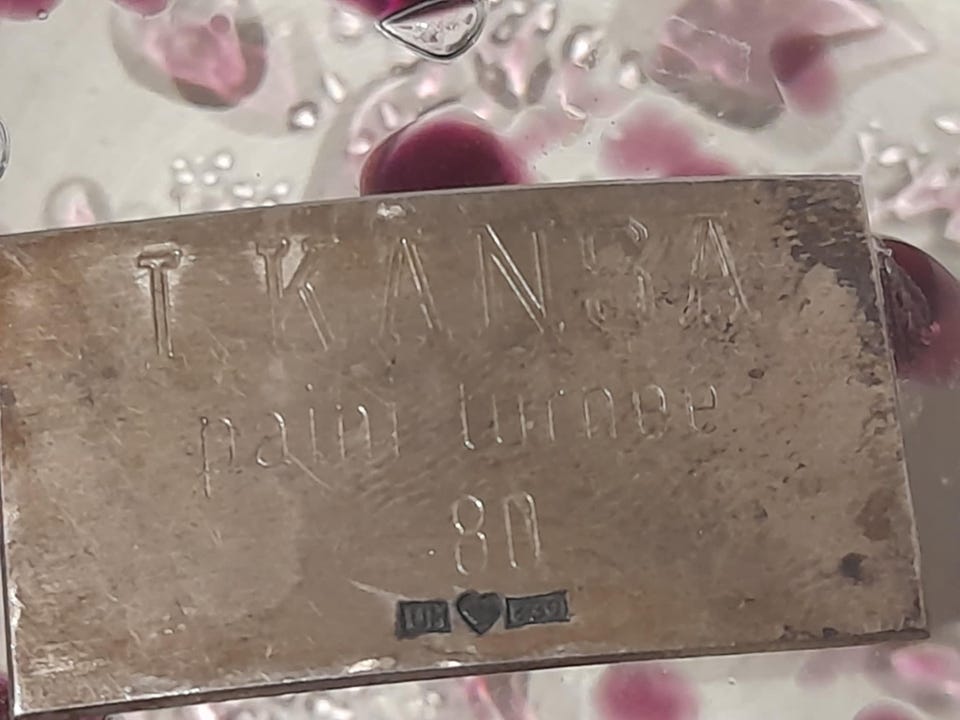 T KANSA
paini turnee
80